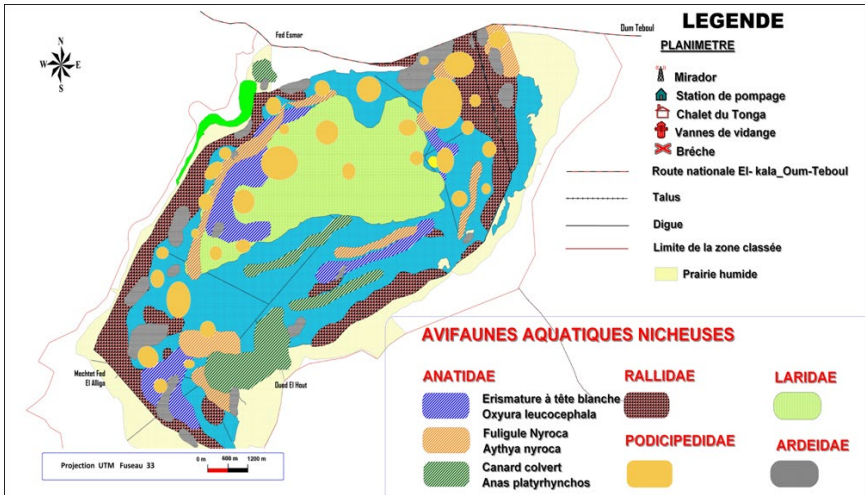 Fed Esmar
Oum Teboul
N
W
E
S
Mechtet Fed
El Aliga
Oued El Hout
Projection UTM Fuseau 33
0 m
600 m
1200 m
LEGENDE
PLANIMETRE
Mirador
Station de pompage
Chalet du Tonga
Vannes de vidange
Bréche
Route nationale El- kala_Oum-Teboul
Talus
Digue
Limite de la zone classée
Prairie humide
AVIFAUNES AQUATIQUES NICHEUSES
ANATIDAE
Erismature à tête blanche
Oxyura leucocephala
Fuligule Nyroca
Aythya nyroca
Canard colvert
Anas platyrhynchos
RALLIDAE
PODICIPEDIDAE
LARIDAE
ARDEIDAE